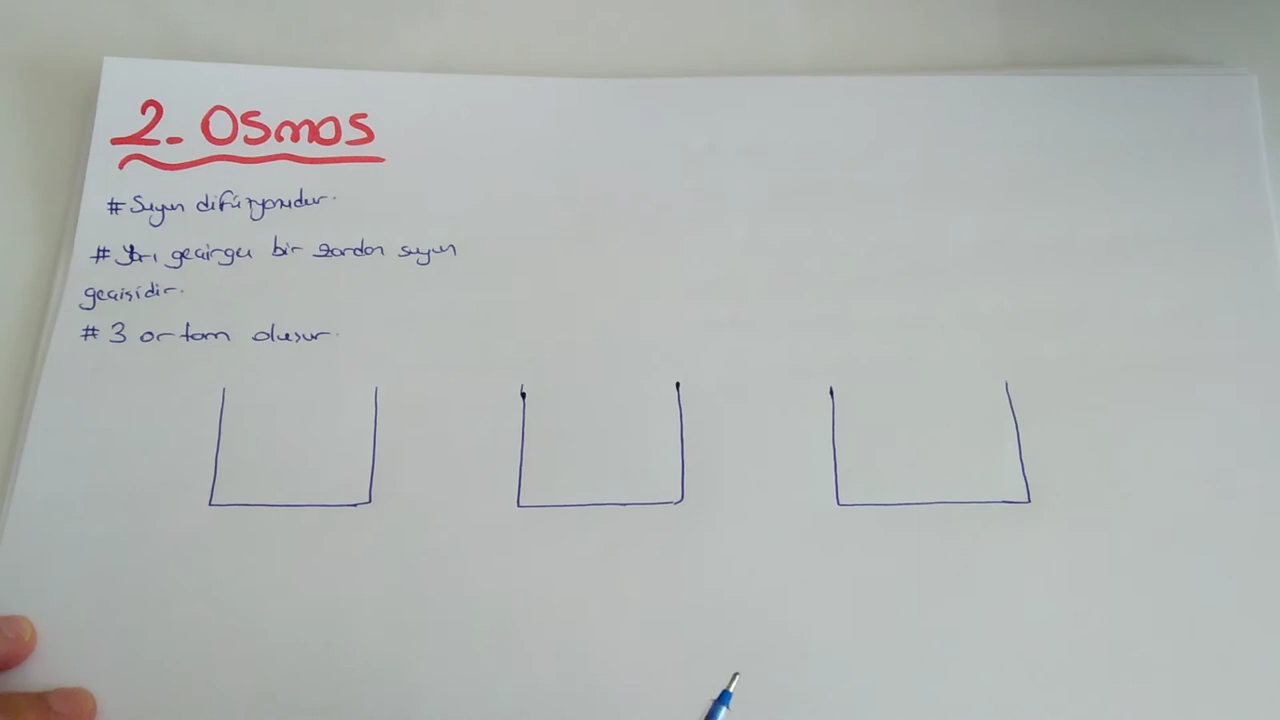 2. Osmos
# Suyun difüzyonudur.
# Yarı geçirgen bir zardan suyun
geçişidir.
# 3 ortam oluşur.